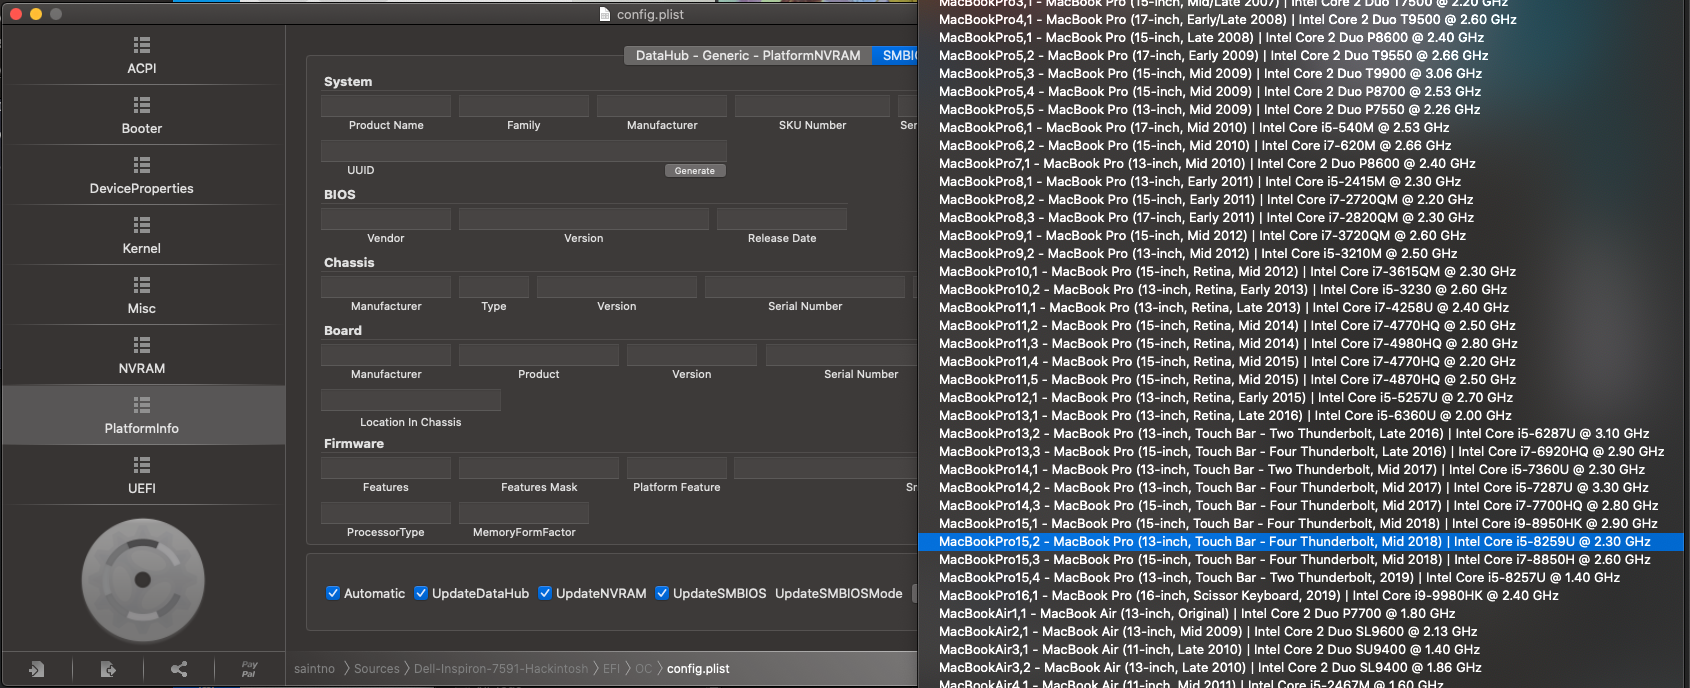 config.plist
ACPI
Booter
DeviceProperties
Kernel
Misc
NVRAM
PlatformInfo
UEFI
Pay
Pal
DataHub - Generic - PlatformNVRAM
SMBIO
System
Product Name
Family
Manufacturer
SKU Number
Ser
UUID
Generate
BIOS
Vendor
Version
Release Date
Chassis
Manufacturer
Type
Version
Serial Number
Board
Manufacturer
Product
Version
Serial Number
Location In Chassis
Firmware
Features
Features Mask
Platform Feature
Sm
ProcessorType
MemoryFormFactor
Automatic
UpdateDataHub
UpdateNVRAM
UpdateSMBIOS
UpdateSMBIOSMode
saintno
Sources
Dell-Inspiron-7591-Hackintosh
EFI
OC
config.plist
MacBookPro3,1 - MacBook Pro (15-inch, Mid/Late 2007) | Intel Core 2 Duo T7500 @ 2.20 GHz
MacBookPro4,1 - MacBook Pro (17-inch, Early/Late 2008) | Intel Core 2 Duo T9500 @ 2.60 GHz
MacBookPro5,1 - MacBook Pro (15-inch, Late 2008) | Intel Core 2 Duo P8600 @ 2.40 GHz
MacBookPro5,2 - MacBook Pro (17-inch, Early 2009) | Intel Core 2 Duo T9550 @ 2.66 GHz
MacBookPro5,3 - MacBook Pro (15-inch, Mid 2009) | Intel Core 2 Duo T9900 @ 3.06 GHz
MacBookPro5,4 - MacBook Pro (15-inch, Mid 2009) | Intel Core 2 Duo P8700 @ 2.53 GHz
MacBookPro5,5 - MacBook Pro (13-inch, Mid 2009) | Intel Core 2 Duo P7550 @ 2.26 GHz
MacBookPro6,1 - MacBook Pro (17-inch, Mid 2010) | Intel Core i5-540M @ 2.53 GHz
MacBookPro6,2 - MacBook Pro (15-inch, Mid 2010) | Intel Core i7-620M @ 2.66 GHz
MacBookPro7,1 - MacBook Pro (13-inch, Mid 2010) | Intel Core 2 Duo P8600 @ 2.40 GHz
MacBookPro8,1 - MacBook Pro (13-inch, Early 2011) | Intel Core i5-2415M @ 2.30 GHz
MacBookPro8,2 - MacBook Pro (15-inch, Early 2011) | Intel Core i7-2720QM @ 2.20 GHz
MacBookPro8,3 - MacBook Pro (17-inch, Early 2011) | Intel Core i7-2820QM @ 2.30 GHz
MacBookPro9,1 - MacBook Pro (15-inch, Mid 2012) | Intel Core i7-3720QM @ 2.60 GHz
MacBookPro9,2 - MacBook Pro (13-inch, Mid 2012) | Intel Core i5-3210M @ 2.50 GHz
MacBookPro10,1 - MacBook Pro (15-inch, Retina, Mid 2012) | Intel Core i7-3615QM @ 2.30 GHz
MacBookPro10,2 - MacBook Pro (13-inch, Retina, Early 2013) | Intel Core i5-3230 @ 2.60 GHz
MacBookPro11,1 - MacBook Pro (13-inch, Retina, Late 2013) | Intel Core i7-4258U @ 2.40 GHz
MacBookPro11,2 - MacBook Pro (15-inch, Retina, Mid 2014) | Intel Core i7-4770HQ @ 2.50 GHz
MacBookPro11,3 - MacBook Pro (15-inch, Retina, Mid 2014) | Intel Core i7-4980HQ @ 2.80 GHz
MacBookPro11,4 - MacBook Pro (15-inch, Retina, Mid 2015) | Intel Core i7-4770HQ @ 2.20 GHz
MacBookPro11,5 - MacBook Pro (15-inch, Retina, Mid 2015) | Intel Core i7-4870HQ @ 2.50 GHz
MacBookPro12,1 - MacBook Pro (13-inch, Retina, Early 2015) | Intel Core i5-5257U @ 2.70 GHz
MacBookPro13,1 - MacBook Pro (13-inch, Retina, Late 2016) | Intel Core i5-6360U @ 2.00 GHz
MacBookPro13,2 - MacBook Pro (13-inch, Touch Bar - Two Thunderbolt, Late 2016) | Intel Core i5-6287U @ 3.10 GHz
MacBookPro13,3 - MacBook Pro (15-inch, Touch Bar - Four Thunderbolt, Late 2016) | Intel Core i7-6920HQ @ 2.90 GHz
MacBookPro14,1 - MacBook Pro (13-inch, Touch Bar - Two Thunderbolt, Mid 2017) | Intel Core i5-7360U @ 2.30 GHz
MacBookPro14,2 - MacBook Pro (13-inch, Touch Bar - Four Thunderbolt, Mid 2017) | Intel Core i5-7287U @ 3.30 GHz
MacBookPro14,3 - MacBook Pro (15-inch, Touch Bar - Four Thunderbolt, Mid 2017) | Intel Core i7-7700HQ @ 2.80 GHz
MacBookPro15,1 - MacBook Pro (15-inch, Touch Bar - Four Thunderbolt, Mid 2018) | Intel Core i9-8950HK @ 2.90 GHz
MacBookPro15,2 - MacBook Pro (13-inch, Touch Bar - Four Thunderbolt, Mid 2018) | Intel Core i5-8259U @ 2.30 GHz
MacBookPro15,3 - MacBook Pro (15-inch, Touch Bar - Four Thunderbolt, Mid 2018) | Intel Core i7-8850H @ 2.60 GHz
MacBookPro15,4 - MacBook Pro (13-inch, Touch Bar - Two Thunderbolt, 2019) | Intel Core i5-8257U @ 1.40 GHz
MacBookPro16,1 - MacBook Pro (16-inch, Scissor Keyboard, 2019) | Intel Core i9-9980HK @ 2.40 GHz
MacBookAir1,1 - MacBook Air (13-inch, Original) | Intel Core 2 Duo P7700 @ 1.80 GHz
MacBookAir2,1 - MacBook Air (13-inch, Mid 2009) | Intel Core 2 Duo SL9600 @ 2.13 GHz
MacBookAir3,1 - MacBook Air (11-inch, Late 2010) | Intel Core 2 Duo SU9400 @ 1.40 GHz
MacBookAir3,2 - MacBook Air (13-inch, Late 2010) | Intel Core 2 Duo SL9400 @ 1.86 GHz
MacBookAir4,1 - MacBook Air (11-inch, Mid 2011) | Intel Core i5-2467M @ 1.60 GHz